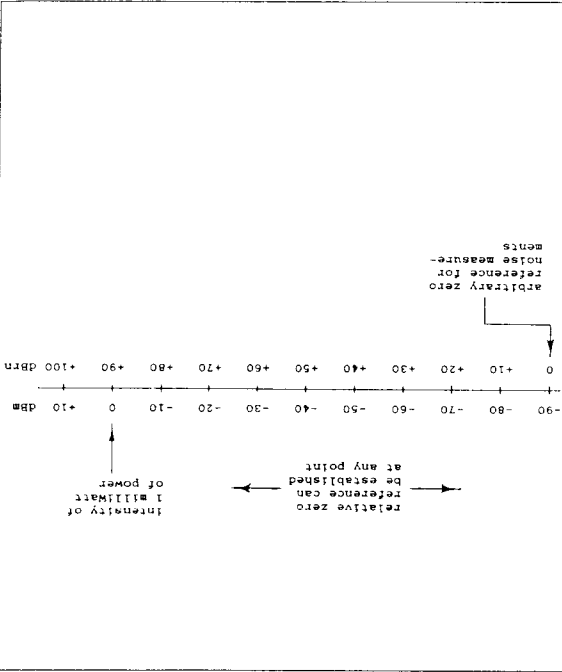 relative zero
reference can
be established
at any point
intensity of
1 milliwatt
of power
-90 -80 -70 -60 -50 -40 -30 -20 -10 0 +10 dBm
0 +10 +20 +30 +40 +50 +60 +70 +80 +90 +100 dBrn
arbitrary zero
reference for
noise measure-
ments